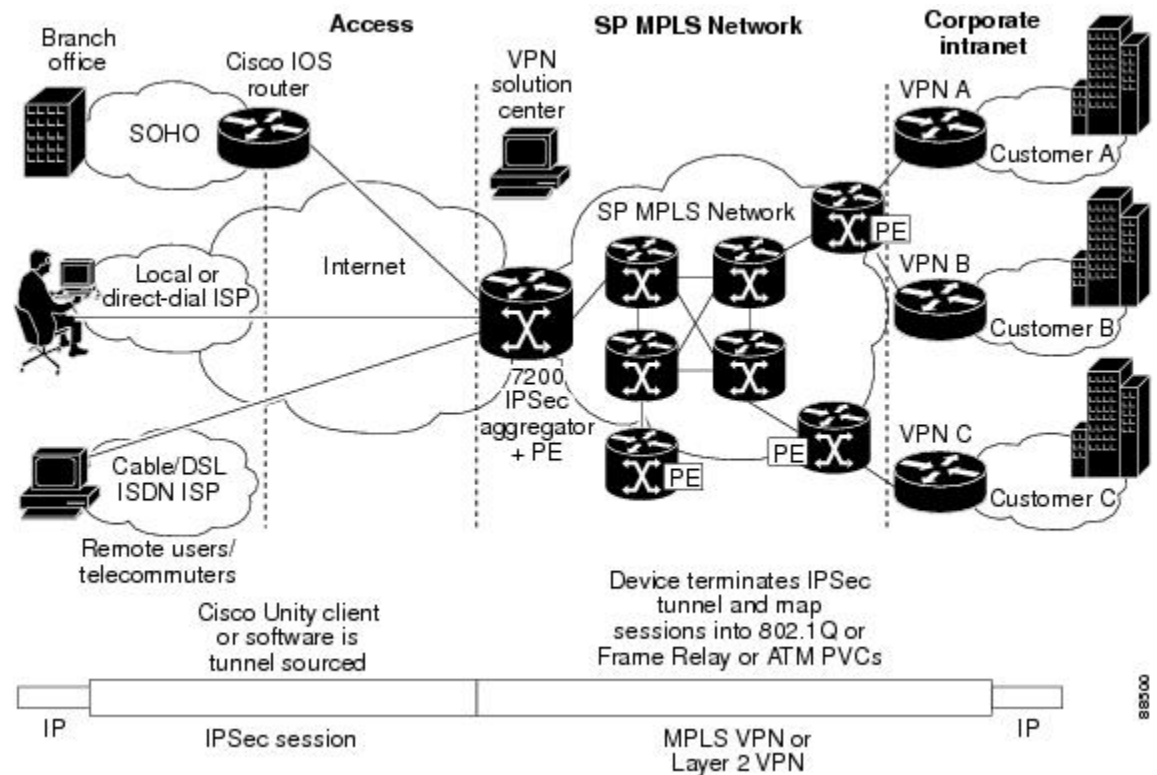 Access
SP MPLS Network
Corporate
intranet
Branch
office
Cisco IOS
router
VPN
solution
center
VPN A
SOHO
Customer A
SP MPLS Network
PE
Internet
Local or
direct-dial ISP
VPN B
Customer B
7200
IPSec
aggregator
+ PE
VPN C
PE
PE
Cable/DSL
ISDN ISP
Customer C
Remote users/
telecommuters
Cisco Unity client
or software is
tunnel sourced
Device terminates IPSec
tunnel and map
sessions into 802.1Q or
Frame Relay or ATM PVCs
IP
IPSec session
MPLS VPN or
Layer 2 VPN
IP
88500